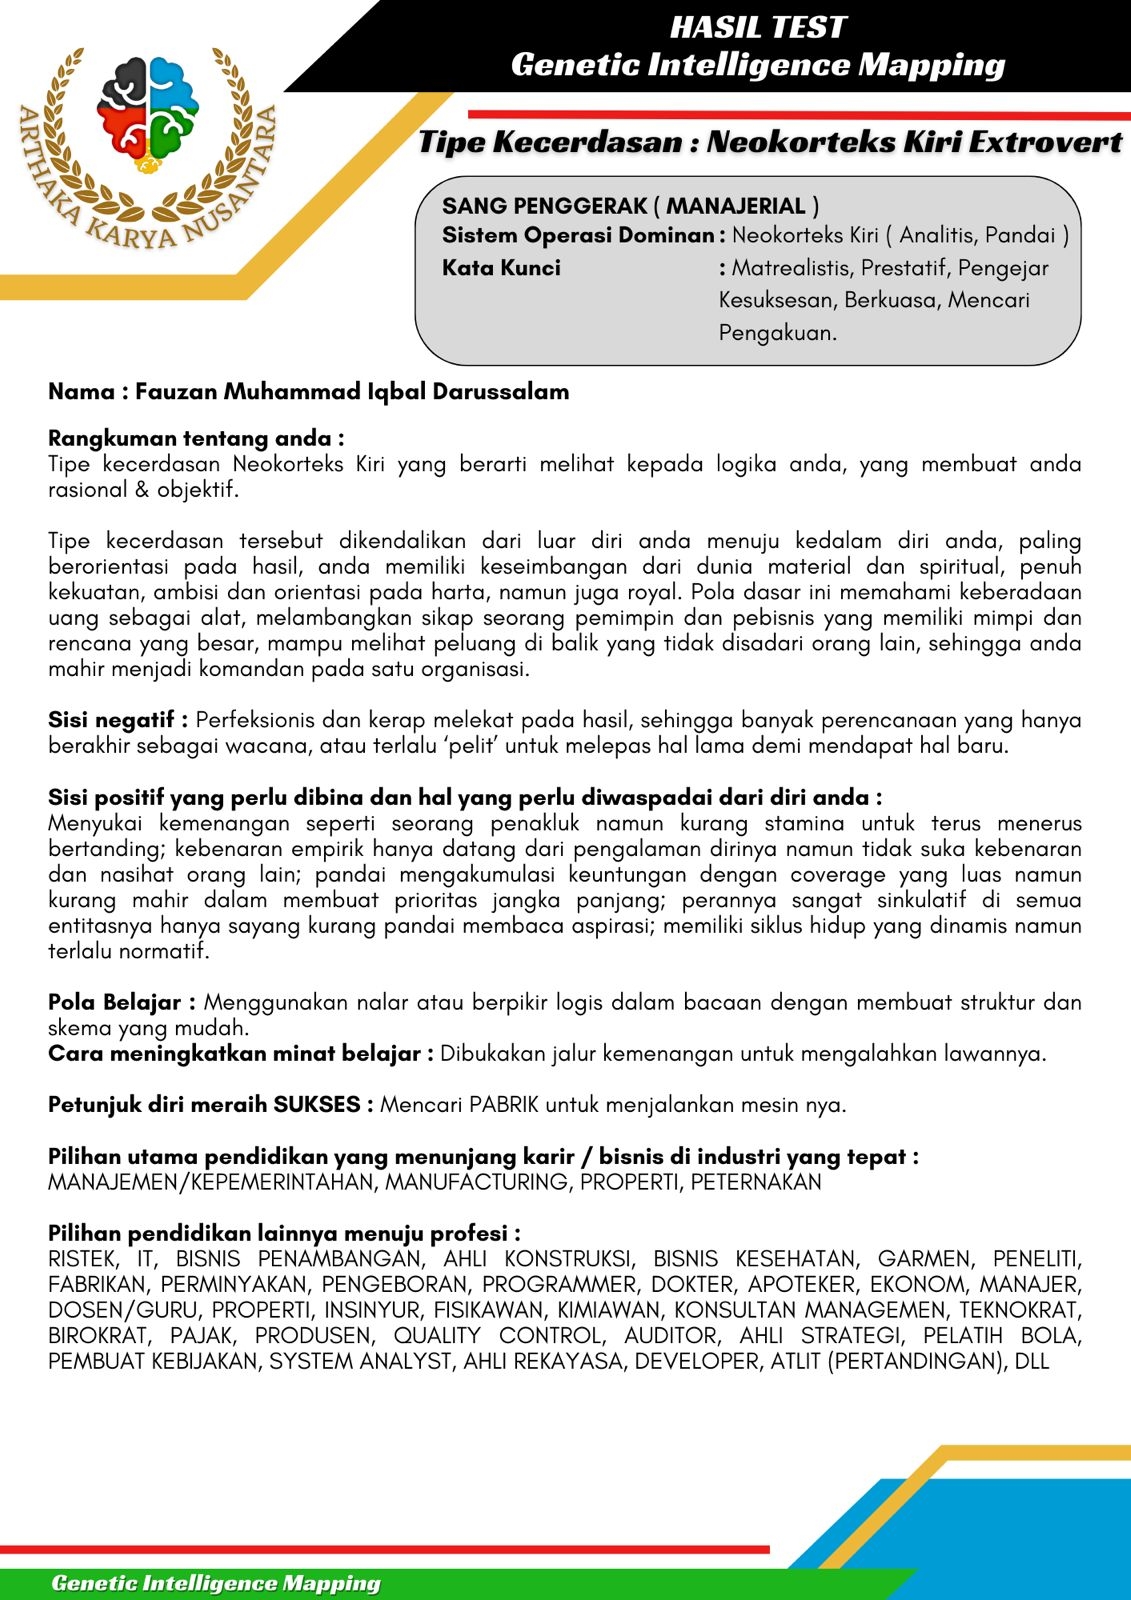 HASIL TEST
Genetic Intelligence Mapping
ARTHAKA KARYA NUSANTARA
Tipe Kecerdasan : Neokorteks Kiri Extrovert
SANG PENGGERAK ( MANAJERIAL )
Sistem Operasi Dominan : Neokorteks Kiri ( Analitis, Pandai )
Kata Kunci : Matrealistis, Prestatif, Pengejar
Kesuksesan, Berkuasa, Mencari
Pengakuan.
Nama : Fauzan Muhammad Iqbal Darussalam
Rangkuman tentang anda :
Tipe kecerdasan Neokorteks Kiri yang berarti melihat kepada logika anda, yang membuat anda
rasional & objektif.
Tipe kecerdasan tersebut dikendalikan dari luar diri anda menuju kedalam diri anda, paling
berorientasi pada hasil, anda memiliki keseimbangan dari dunia material dan spiritual, penuh
kekuatan, ambisi dan orientasi pada harta, namun juga royal. Pola dasar ini memahami keberadaan
uang sebagai alat, melambangkan sikap seorang pemimpin dan pebisnis yang memiliki mimpi dan
rencana yang besar, mampu melihat peluang di balik yang tidak disadari orang lain, sehingga anda
mahir menjadi komandan pada satu organisasi.
Sisi negatif : Perfeksionis dan kerap melekat pada hasil, sehingga banyak perencanaan yang hanya
berakhir sebagai wacana, atau terlalu ‘pelit’ untuk melepas hal lama demi mendapat hal baru.
Sisi positif yang perlu dibina dan hal yang perlu diwaspadai dari diri anda :
Menyukai kemenangan seperti seorang penakluk namun kurang stamina untuk terus menerus
bertanding; kebenaran empirik hanya datang dari pengalaman dirinya namun tidak suka kebenaran
dan nasihat orang lain; pandai mengakumulasi keuntungan dengan coverage yang luas namun
kurang mahir dalam membuat prioritas jangka panjang; perannya sangat sinkulatif di semua
entitasnya hanya sayang kurang pandai membaca aspirasi; memiliki siklus hidup yang dinamis namun
terlalu normatif.
Pola Belajar : Menggunakan nalar atau berpikir logis dalam bacaan dengan membuat struktur dan
skema yang mudah.
Cara meningkatkan minat belajar : Dibukakan jalur kemenangan untuk mengalahkan lawannya.
Petunjuk diri meraih SUKSES : Mencari PABRIK untuk menjalankan mesin nya.
Pilihan utama pendidikan yang menunjang karir / bisnis di industri yang tepat :
MANAJEMEN/KEPEMERINTAHAN, MANUFACTURING, PROPERTI, PETERNAKAN
Pilihan pendidikan lainnya menuju profesi :
RISTEK, IT, BISNIS PENAMBANGAN, AHLI KONSTRUKSI, BISNIS KESEHATAN, GARMEN, PENELITI,
FABRIKAN, PERMINYAKAN, PENGEBORAN, PROGRAMMER, DOKTER, APOTEKER, EKONOM, MANAJER,
DOSEN/GURU, PROPERTI, INSINYUR, FISIKAWAN, KIMIAWAN, KONSULTAN MANAGEMEN, TEKNOKRAT,
BIROKRAT, PAJAK, PRODUSEN, QUALITY CONTROL, AUDITOR, AHLI STRATEGI, PELATIH BOLA,
PEMBUAT KEBIJAKAN, SYSTEM ANALYST, AHLI REKAYASA, DEVELOPER, ATLIT (PERTANDINGAN), DLL
Genetic Intelligence Mapping